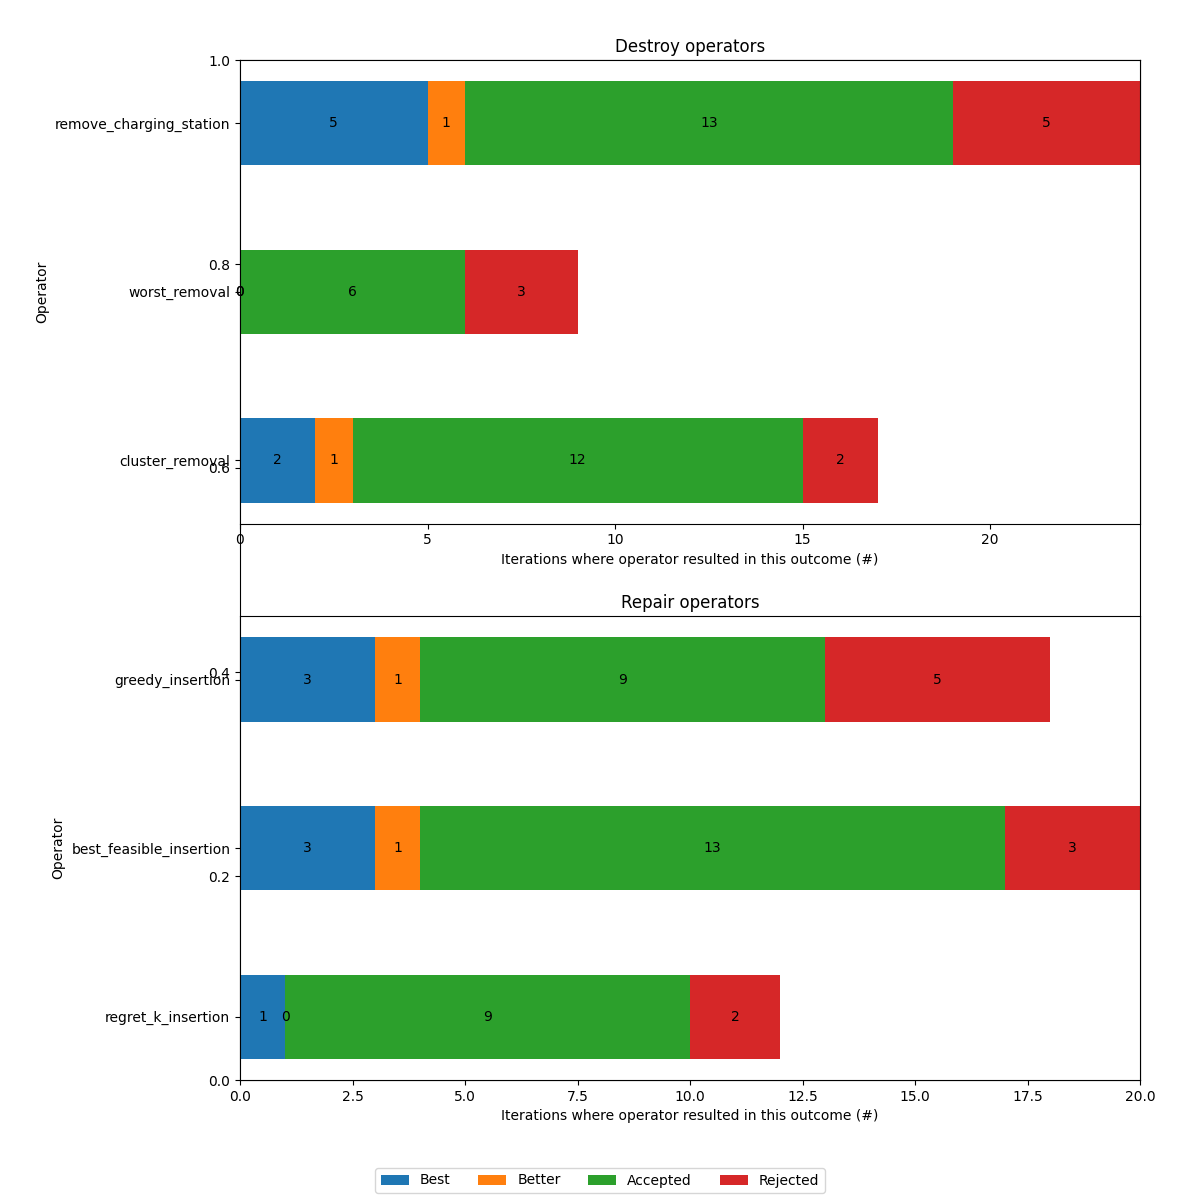 Destroy operators
1.0
remove_charging_station 5 1 13 5
0.8
worst_removal 0 0 6 3
Operator
cluster_removal 2 1 12 2
0.6
0 5 10 15 20
Iterations where operator resulted in this outcome (#)
Repair operators
0.4
greedy_insertion 3 1 9 5
best_feasible_insertion 3 1 13 3
Operator
0.2
regret_k_insertion 1 0 9 2
0.0
0.0 2.5 5.0 7.5 10.0 12.5 15.0 17.5 20.0
Iterations where operator resulted in this outcome (#)
Best Better Accepted Rejected